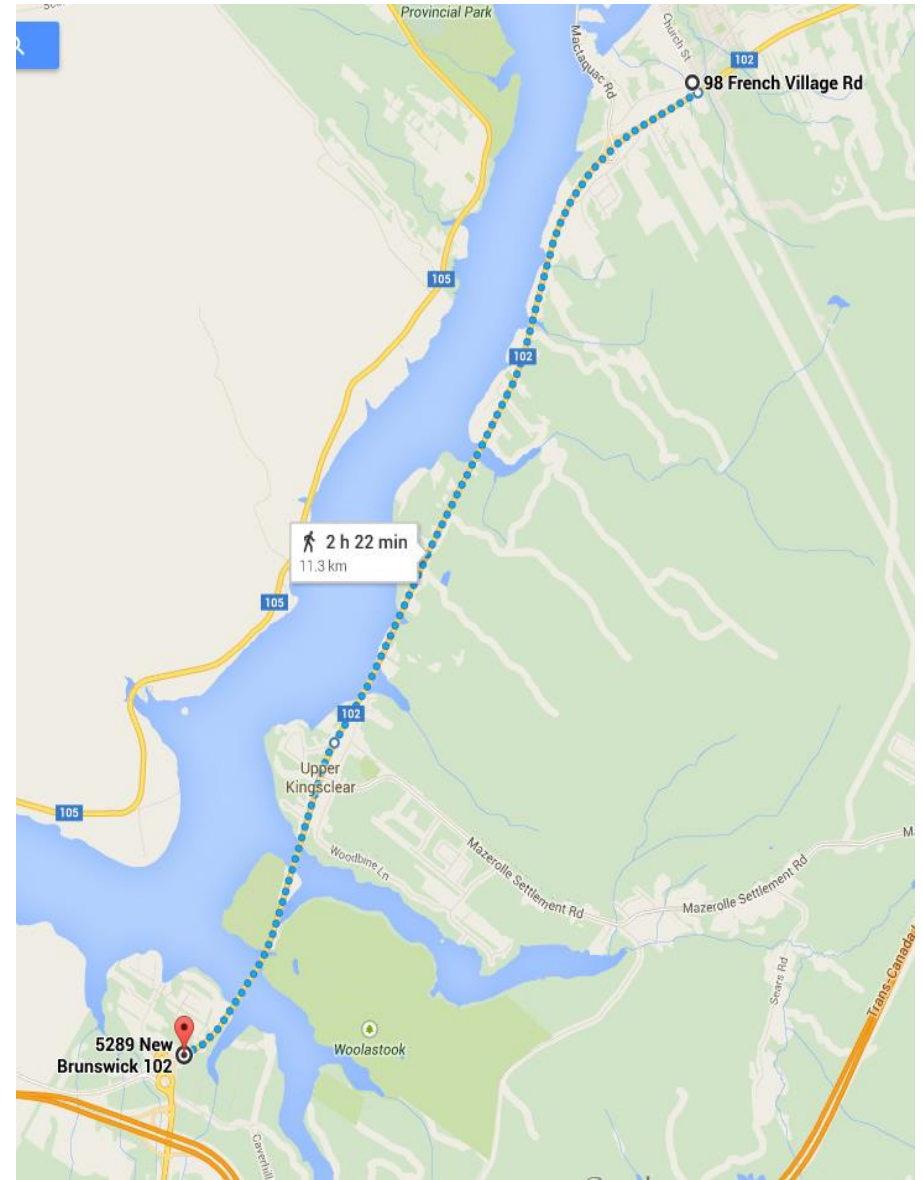 Provincial Park
Church St
Mactaquac Rd
102
98 French Village Rd
105
102
2 h 22 min
11.3 km
105
102
Upper
Kingsclear
105
Woodbine Ln
Mazerolle Settlement Rd
Mazerolle Settlement Rd
Sears Rd
Trans-Canada
Woolastook
5289 New
Brunswick 102
Caverhill